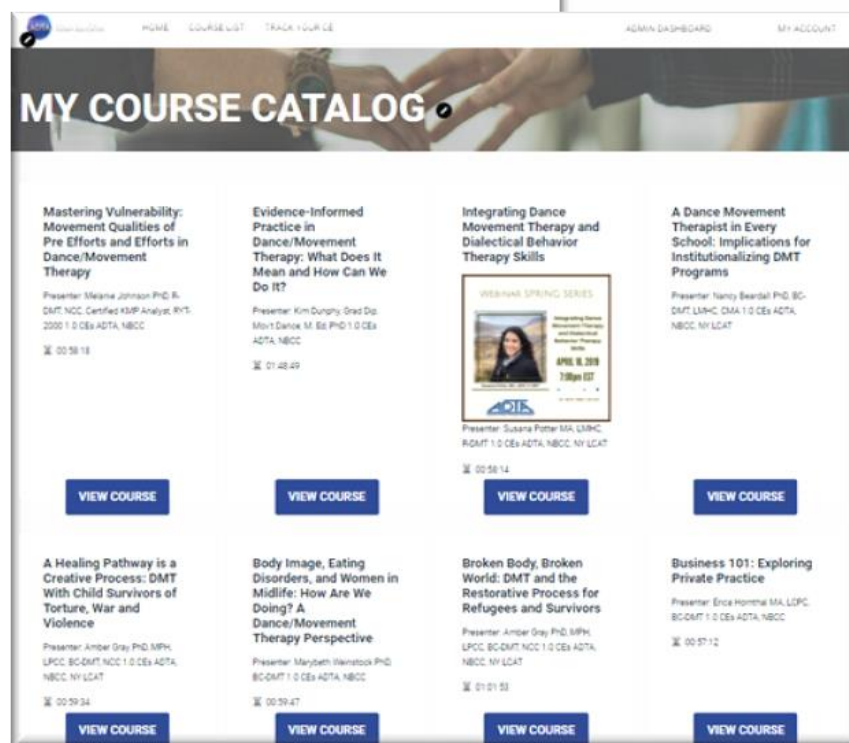 ADTA
HOME COURSE LIST TRACK YOUR CE ADMIN DASHBOARD MY ACCOUNT
MY COURSE CATALOG
Mastering Vulnerability:
Movement Qualities of
Pre Efforts and Efforts in
Dance/Movement
Therapy
Presenter: Melanie Johnson PhD, R-
DMT, NCC, Certified KMP Analyst, RYT-
2000 1.0 CEs ADTA, NBCC
00:58:18
VIEW COURSE
Evidence-Informed
Practice in
Dance/Movement
Therapy: What Does It
Mean and How Can We
Do It?
Presenter: Kim Dunphy, Grad Dip,
Mov't Dance, M. Ed, PhD 1.0 CEs
ADTA, NBCC
01:48:49
VIEW COURSE
Integrating Dance
Movement Therapy and
Dialectical Behavior
Therapy Skills
WEBINAR SPRING SERIES
Integrating Dance
Movement Therapy
and Dialectical
Behavior Therapy
Skills
APRIL 18, 2019
7:00pm EST
ADTA
Presenter: Susana Potter MA, LMHC,
R-DMT 1.0 CEs ADTA, NBCC, NY LCAT
00:58:14
VIEW COURSE
A Dance Movement
Therapist in Every
School: Implications for
Institutionalizing DMT
Programs
Presenter: Nancy Beardall PhD, BC-
DMT, LMHC, CMA 1.0 CEs ADTA,
NBCC, NY LCAT
VIEW COURSE
A Healing Pathway is a
Creative Process: DMT
With Child Survivors of
Torture, War and
Violence
Presenter: Amber Gray PhD, MPH,
LPCC, BC-DMT, NCC 1.0 CEs ADTA,
NBCC, NY LCAT
00:59:34
VIEW COURSE
Body Image, Eating
Disorders, and Women in
Midlife: How Are We
Doing? A
Dance/Movement
Therapy Perspective
Presenter: Marybeth Weinstock PhD,
BC-DMT 1.0 CEs ADTA, NBCC
00:59:47
VIEW COURSE
Broken Body, Broken
World: DMT and the
Restorative Process for
Refugees and Survivors
Presenter: Amber Gray PhD, MPH,
LPCC, BC-DMT, NCC 1.0 CEs ADTA,
NBCC, NY LCAT
01:01:53
VIEW COURSE
Business 101: Exploring
Private Practice
Presenter: Erica Hornthal MA, LCPC,
BC-DMT 1.0 CEs ADTA, NBCC
00:57:12
VIEW COURSE